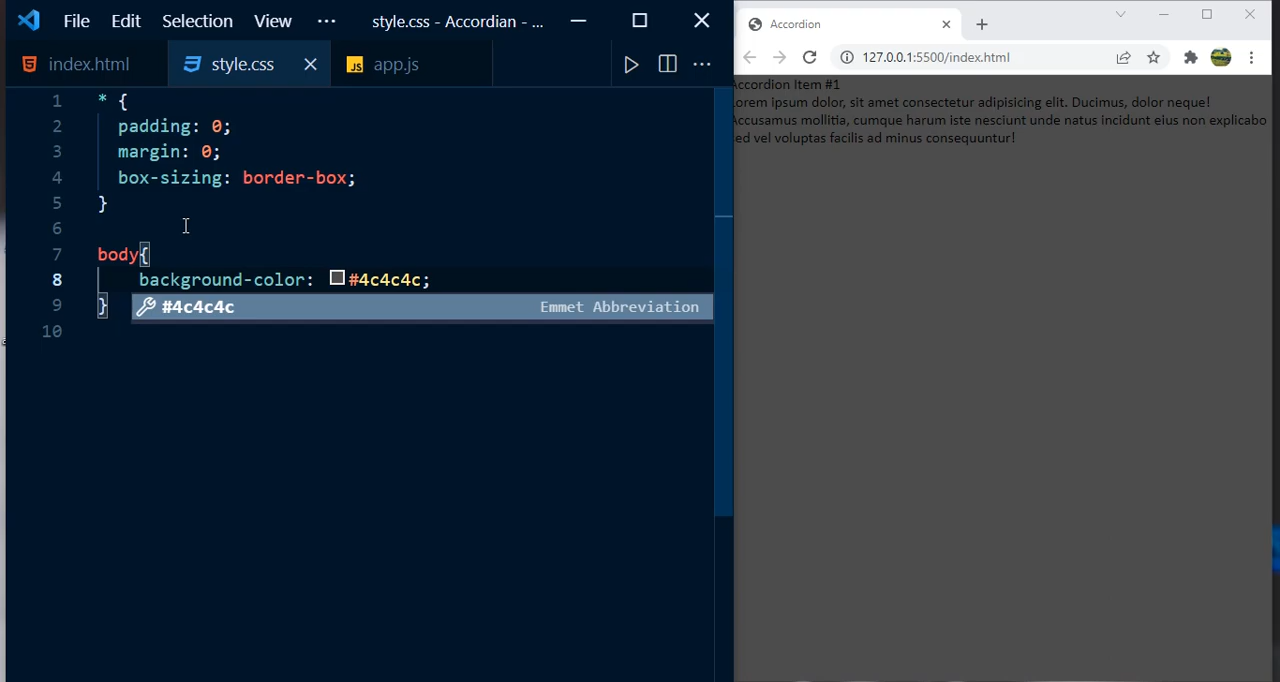 File Edit Selection View ... style.css - Accordian - ...
index.html style.css app.js ...
1 * {
2 padding: 0;
3 margin: 0;
4 box-sizing: border-box;
5 }
6
7 body{
8 background-color: #4c4c4c;
9 }
#4c4c4c Emmet Abbreviation
10
Accordion
127.0.0.1:5500/index.html
Accordion Item #1
Lorem ipsum dolor, sit amet consectetur adipisicing elit. Ducimus, dolor neque!
Accusamus mollitia, cumque harum iste nesciunt unde natus incidunt eius non explicabo
sed vel voluptas facilis ad minus consequuntur!